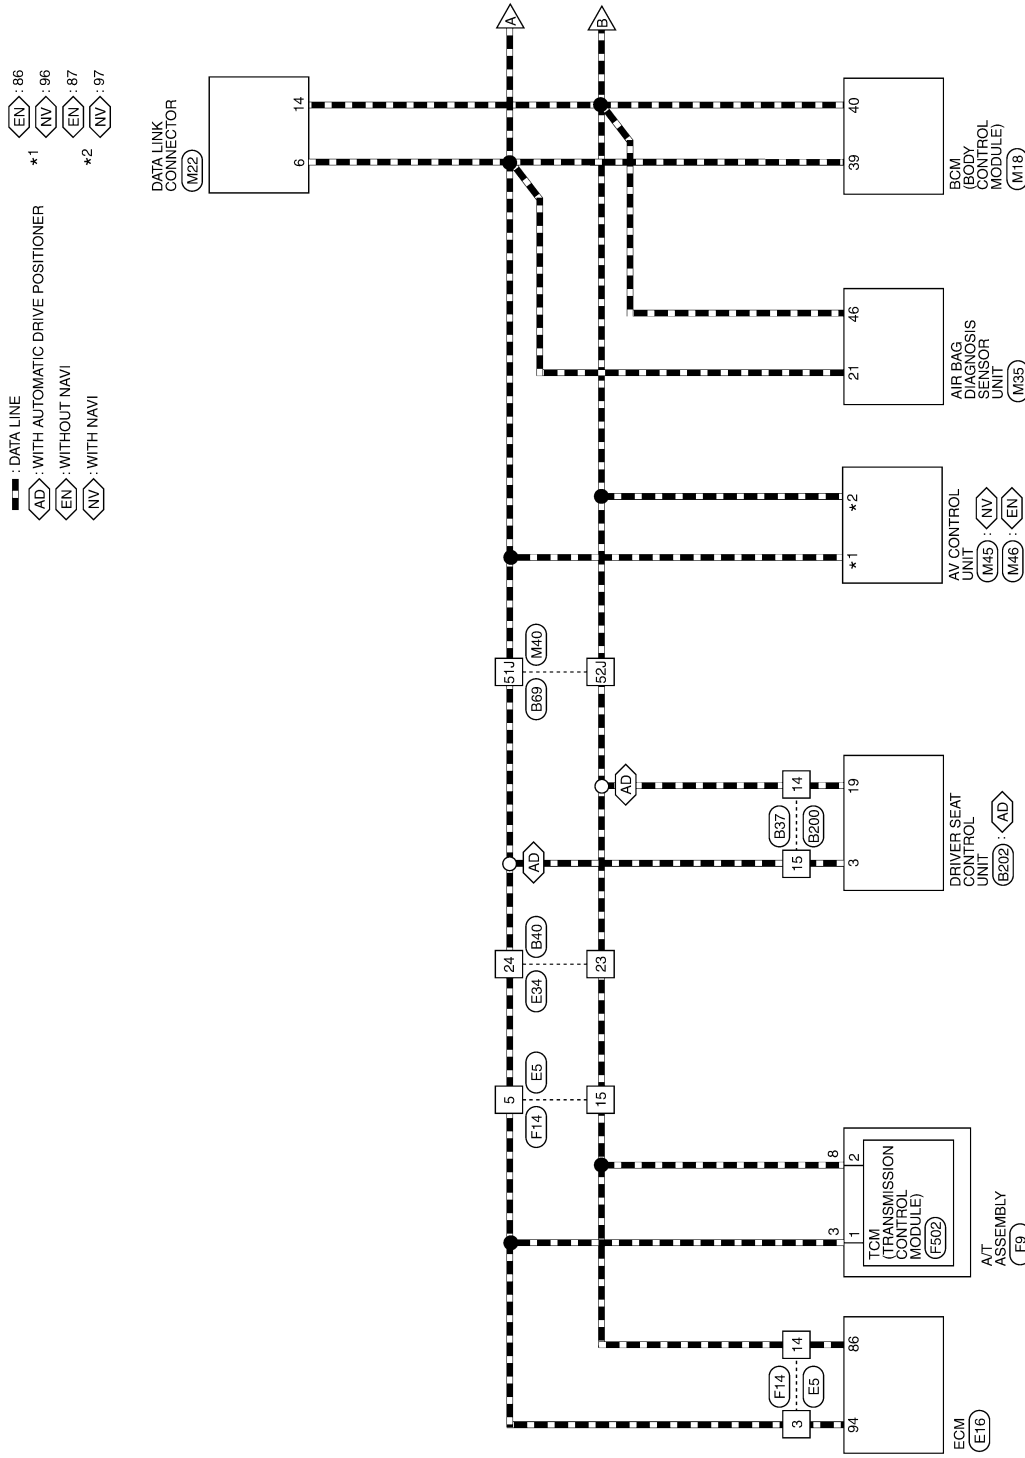 : DATA LINE
AD : WITH AUTOMATIC DRIVE POSITIONER
EN : WITHOUT NAVI
NV : WITH NAVI
*1
EN : 86
NV : 96
*2
EN : 87
NV : 97
DATA LINK
CONNECTOR
M22
6
14
A
B
94
3
F14
E5
14
86
ECM
E16
3
8
1
2
TCM
(TRANSMISSION
CONTROL
MODULE)
F502
A/T
ASSEMBLY
F9
5
F14
E5
15
24
E34
B40
23
AD
AD
15
B37
B200
14
3
19
DRIVER SEAT
CONTROL
UNIT
B202 : AD
51J
B69
M40
52J
*1
*2
AV CONTROL
UNIT
M45 : NV
M46 : EN
21
46
AIR BAG
DIAGNOSIS
SENSOR
UNIT
M35
39
40
BCM
(BODY
CONTROL
MODULE)
M18